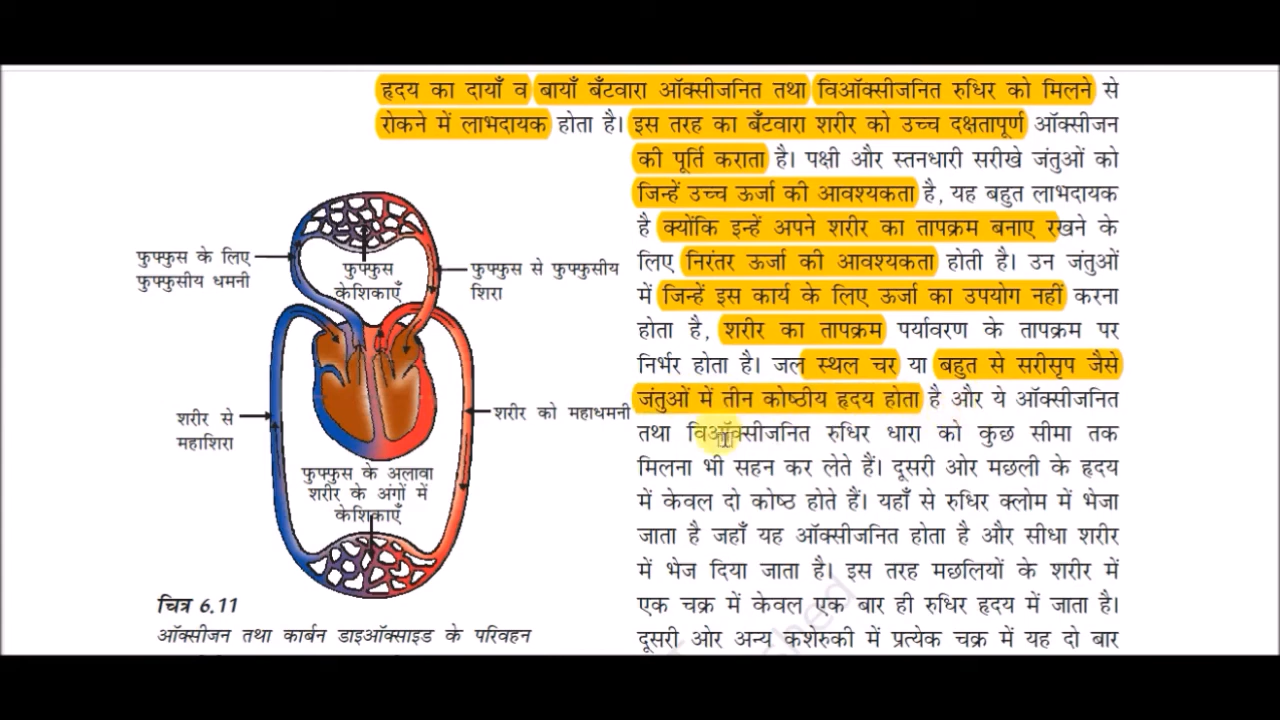 हृदय का दायाँ व बायाँ बँटवारा ऑक्सीजनित तथा विऑक्सीजनित रुधिर को मिलने से
रोकने में लाभदायक होता है। इस तरह का बँटवारा शरीर को उच्च दक्षतापूर्ण ऑक्सीजन
की पूर्ति कराता है। पक्षी और स्तनधारी सरीखे जंतुओं को
जिन्हें उच्च ऊर्जा की आवश्यकता है, यह बहुत लाभदायक
है क्योंकि इन्हें अपने शरीर का तापक्रम बनाए रखने के
लिए निरंतर ऊर्जा की आवश्यकता होती है। उन जंतुओं
में जिन्हें इस कार्य के लिए ऊर्जा का उपयोग नहीं करना
होता है, शरीर का तापक्रम पर्यावरण के तापक्रम पर
निर्भर होता है। जल स्थल चर या बहुत से सरीसृप जैसे
जंतुओं में तीन कोष्ठीय हृदय होता है और ये ऑक्सीजनित
तथा विऑक्सीजनित रुधिर धारा को कुछ सीमा तक
मिलना भी सहन कर लेते हैं। दूसरी ओर मछली के हृदय
में केवल दो कोष्ठ होते हैं। यहाँ से रुधिर क्लोम में भेजा
जाता है जहाँ यह ऑक्सीजनित होता है और सीधा शरीर
में भेज दिया जाता है। इस तरह मछलियों के शरीर में
एक चक्र में केवल एक बार ही रुधिर हृदय में जाता है।
दूसरी ओर अन्य कशेरुकी में प्रत्येक चक्र में यह दो बार
फुफ्फुस के लिए
फुफ्फुसीय धमनी
फुफ्फुस
केशिकाएँ
फुफ्फुस से फुफ्फुसीय
शिरा
शरीर से
महाशिरा
शरीर को महाधमनी
फुफ्फुस के अलावा
शरीर के अंगों में
केशिकाएँ
चित्र 6.11
ऑक्सीजन तथा कार्बन डाइऑक्साइड के परिवहन